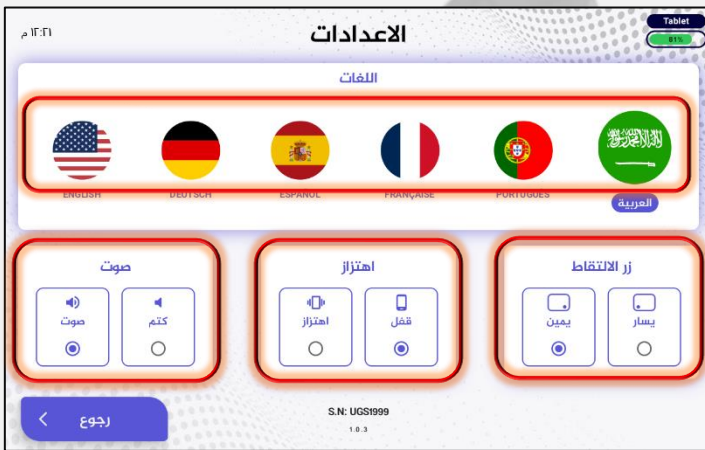 الاعدادات
Tablet
81%
١٢:٢١ م
اللغات
العربية
PORTUGUÊS
FRANÇAISE
ESPAÑOL
DEUTSCH
ENGLISH
زر الالتقاط
يسار
يمين
اهتزاز
قفل
اهتزاز
صوت
كتم
صوت
S.N: UGS1999
1.0.3
رجوع